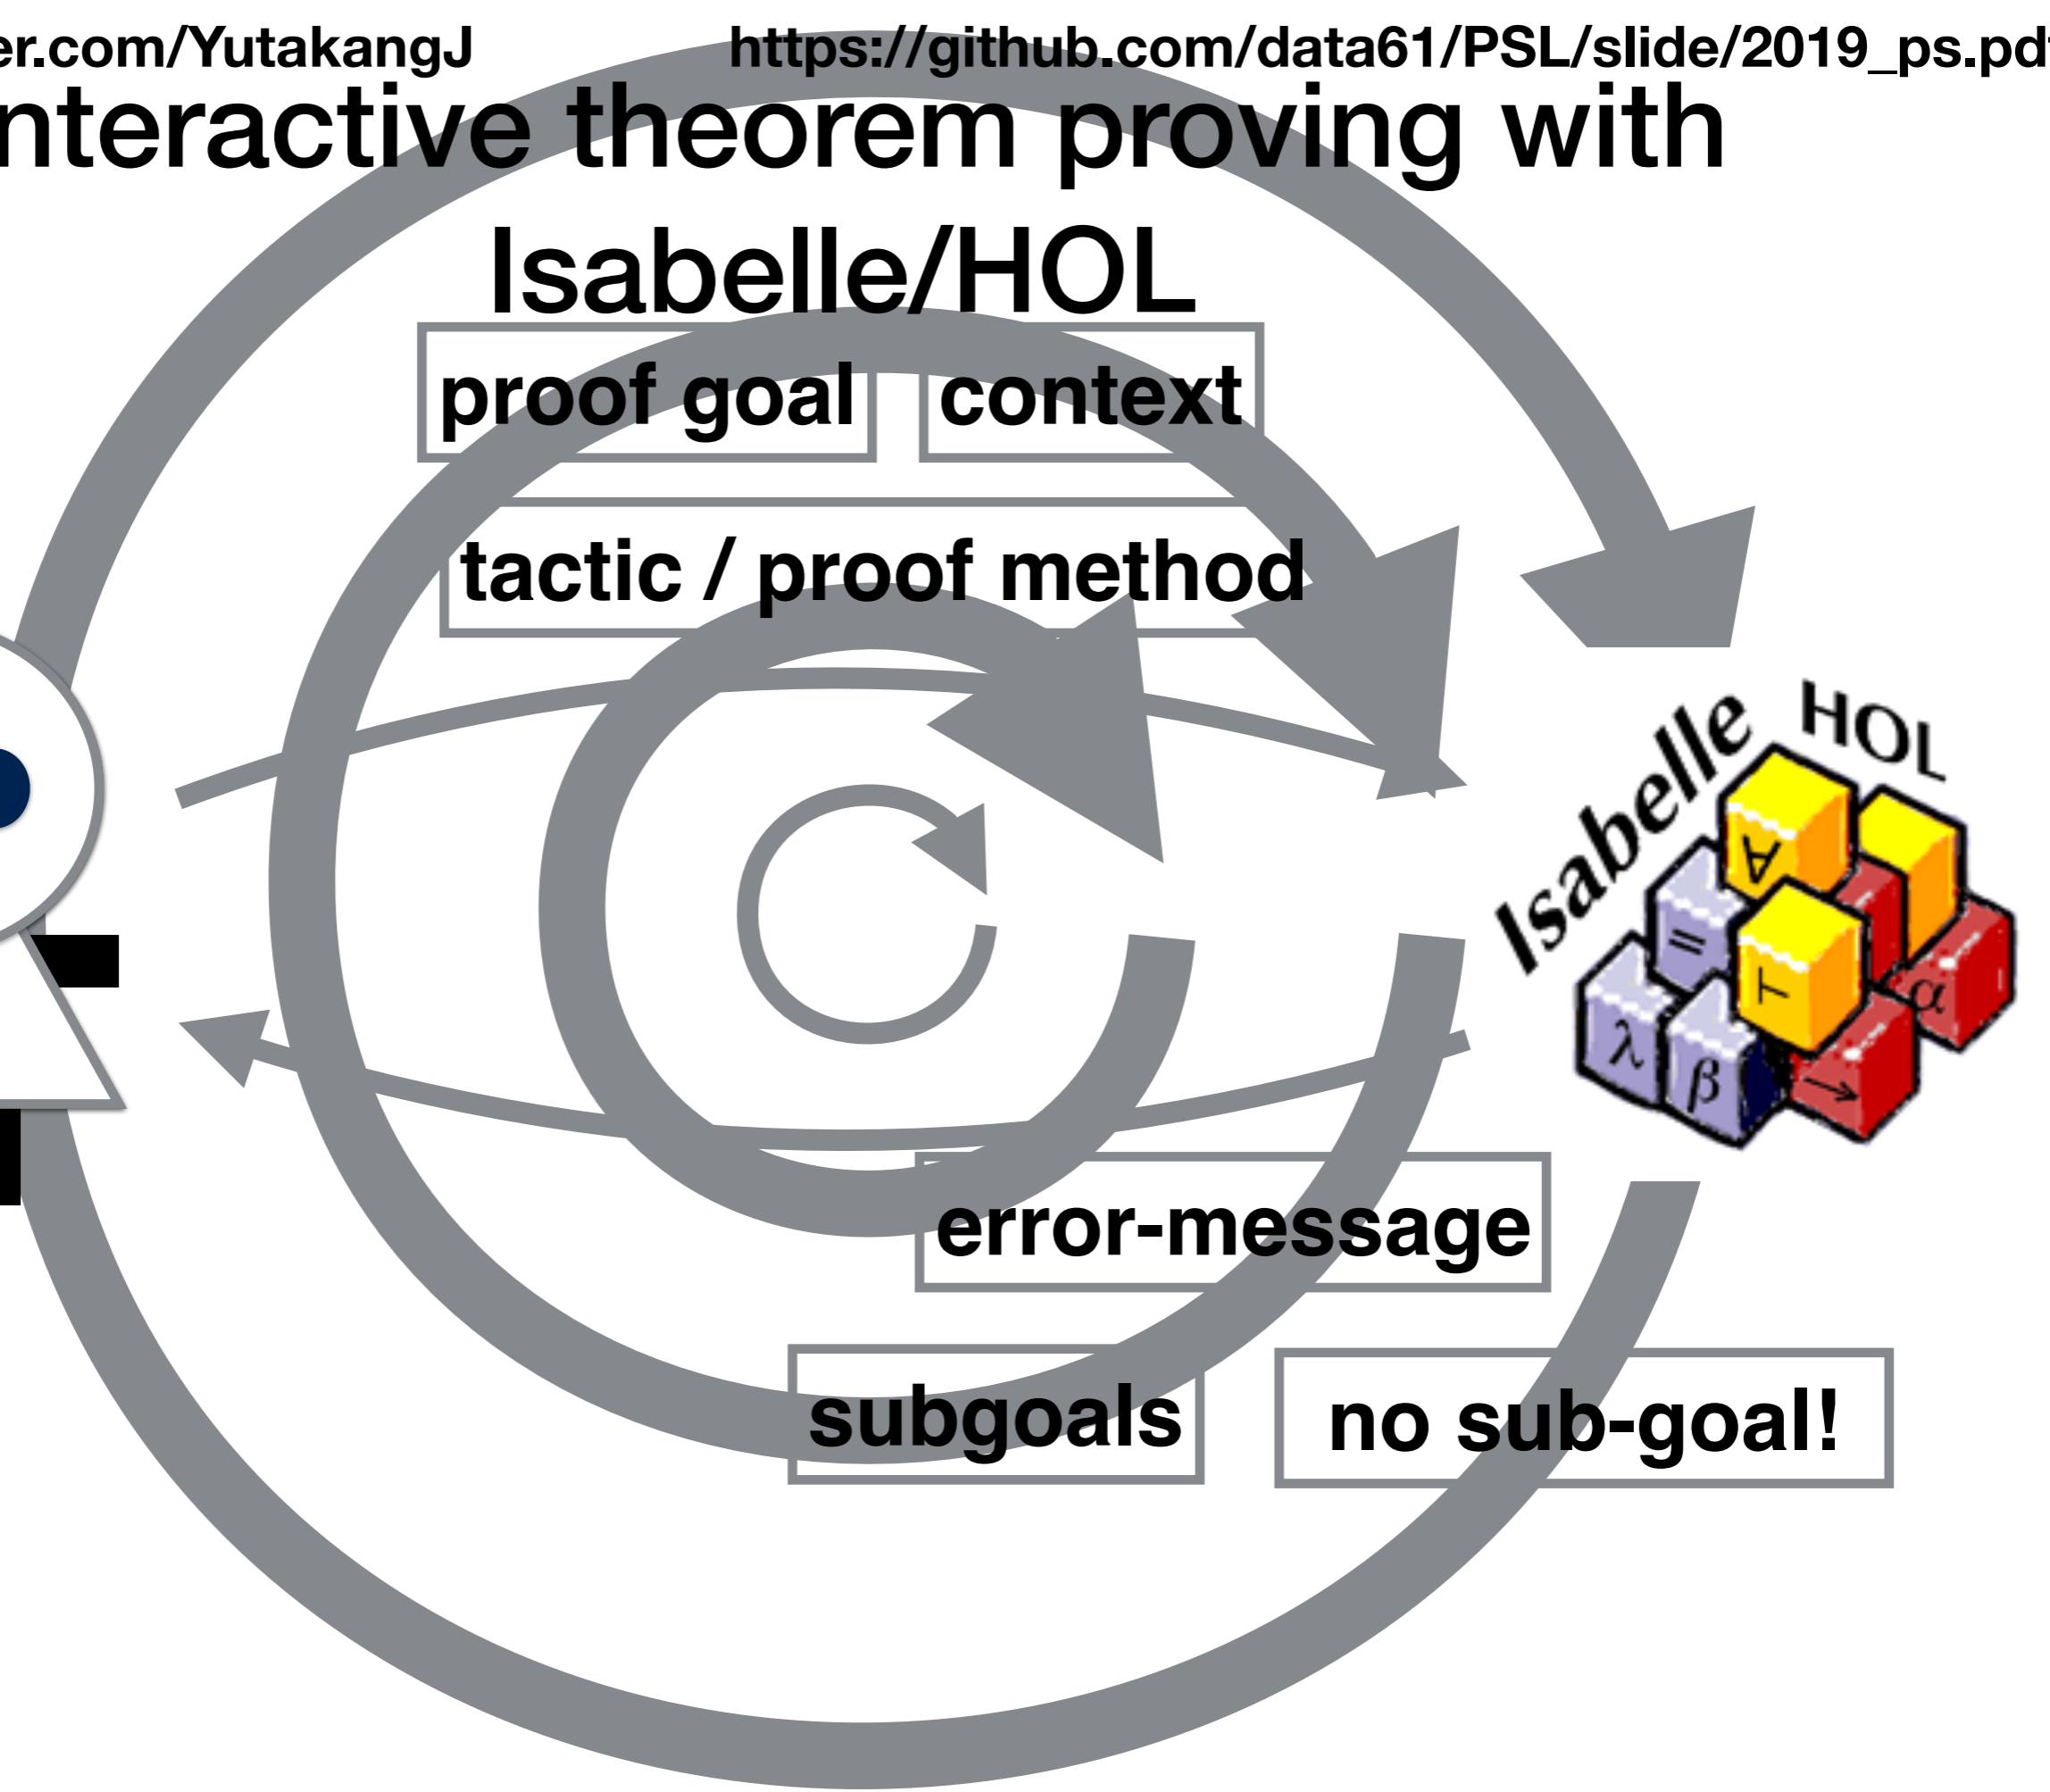 er.com/YutakangJ
https://github.com/data61/PSL/slide/2019_ps.pdf
nteractive theorem proving with
Isabelle/HOL
proof goal
context
tactic / proof method
Isabelle
HOL
∀
=
⊢
α
λ
β
→
error-message
subgoals
no sub-goal!